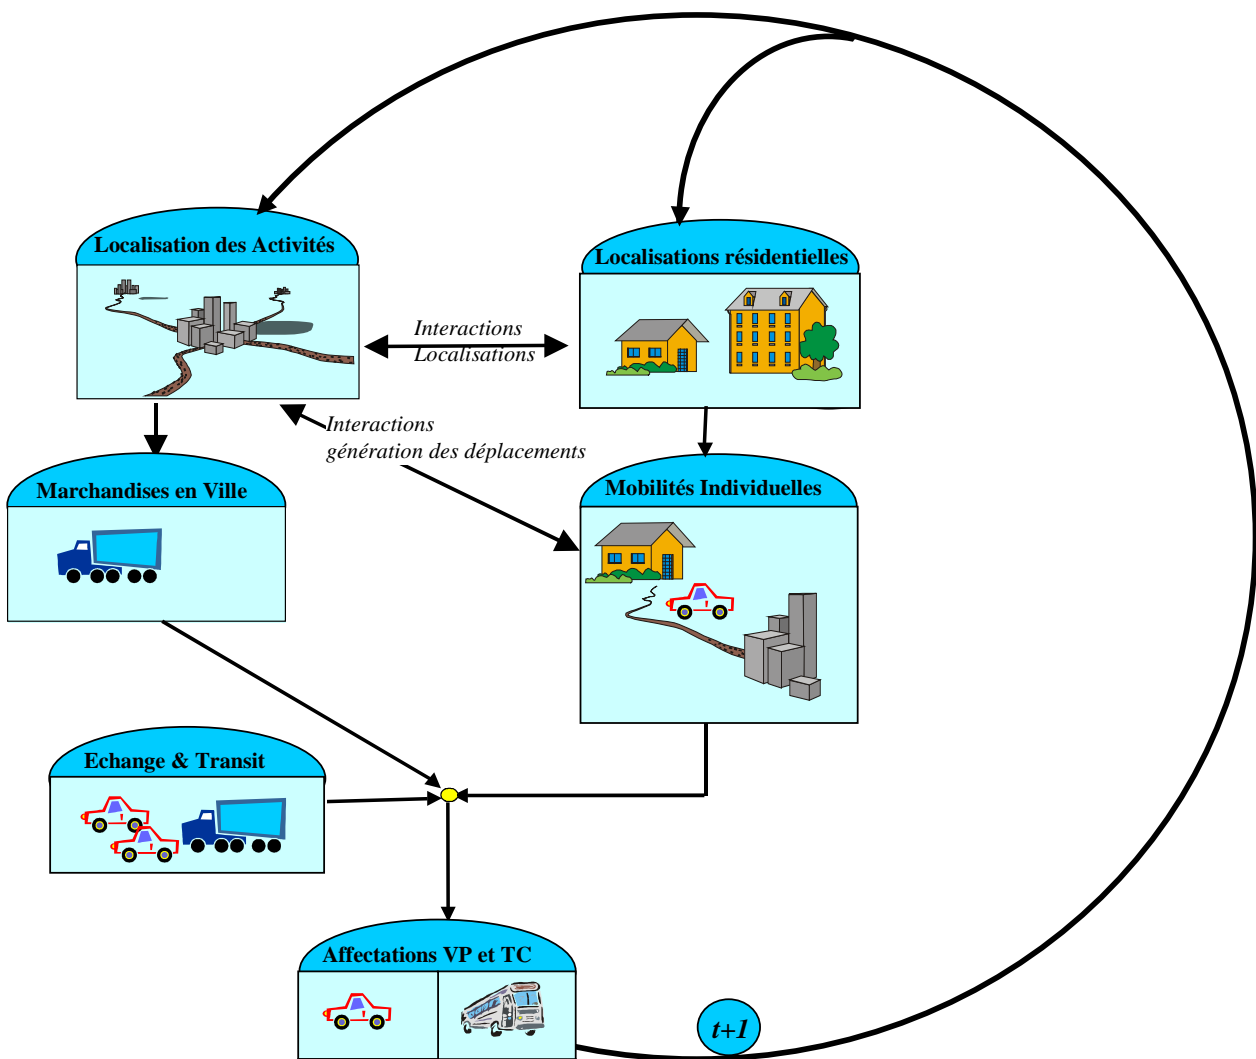 Localisation des Activités
Localisations résidentielles
Interactions
Localisations
Interactions
génération des déplacements
Marchandises en Ville
Mobilités Individuelles
Echange & Transit
Affectations VP et TC
t+1